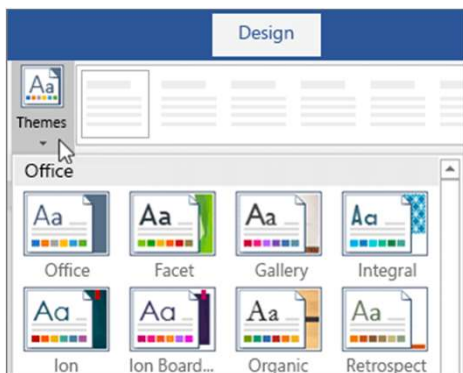 Design
Aa
Themes
Office
Aa Aa Aa Aa
Office Facet Gallery Integral
Aa Aa Aa Aa
Ion Ion Board... Organic Retrospect